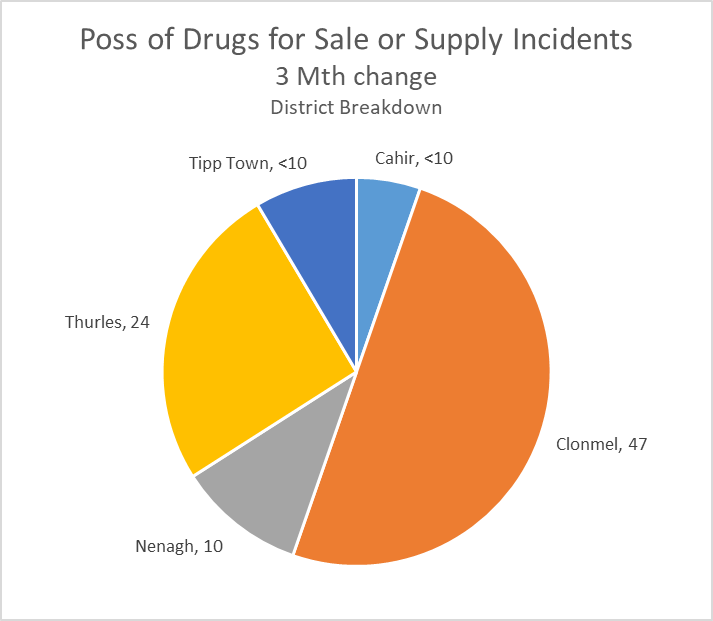 Poss of Drugs for Sale or Supply Incidents
3 Mth change
District Breakdown
Tipp Town, <10
Cahir, <10
Thurles, 24
Clonmel, 47
Nenagh, 10